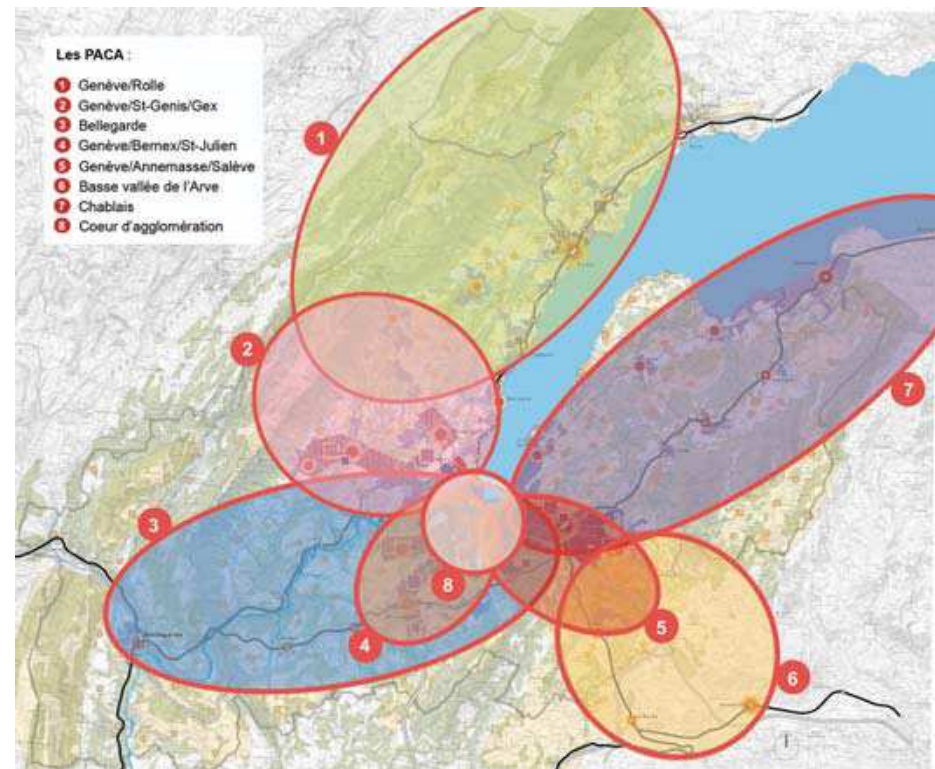 Les PACA :
1 Genève/Rolle
2 Genève/St-Genis/Gex
3 Bellegarde
4 Genève/Bernex/St-Julien
5 Genève/Annemasse/Salève
6 Basse vallée de l'Arve
7 Chablais
8 Coeur d'agglomération
1
2
7
3
8
4
5
6